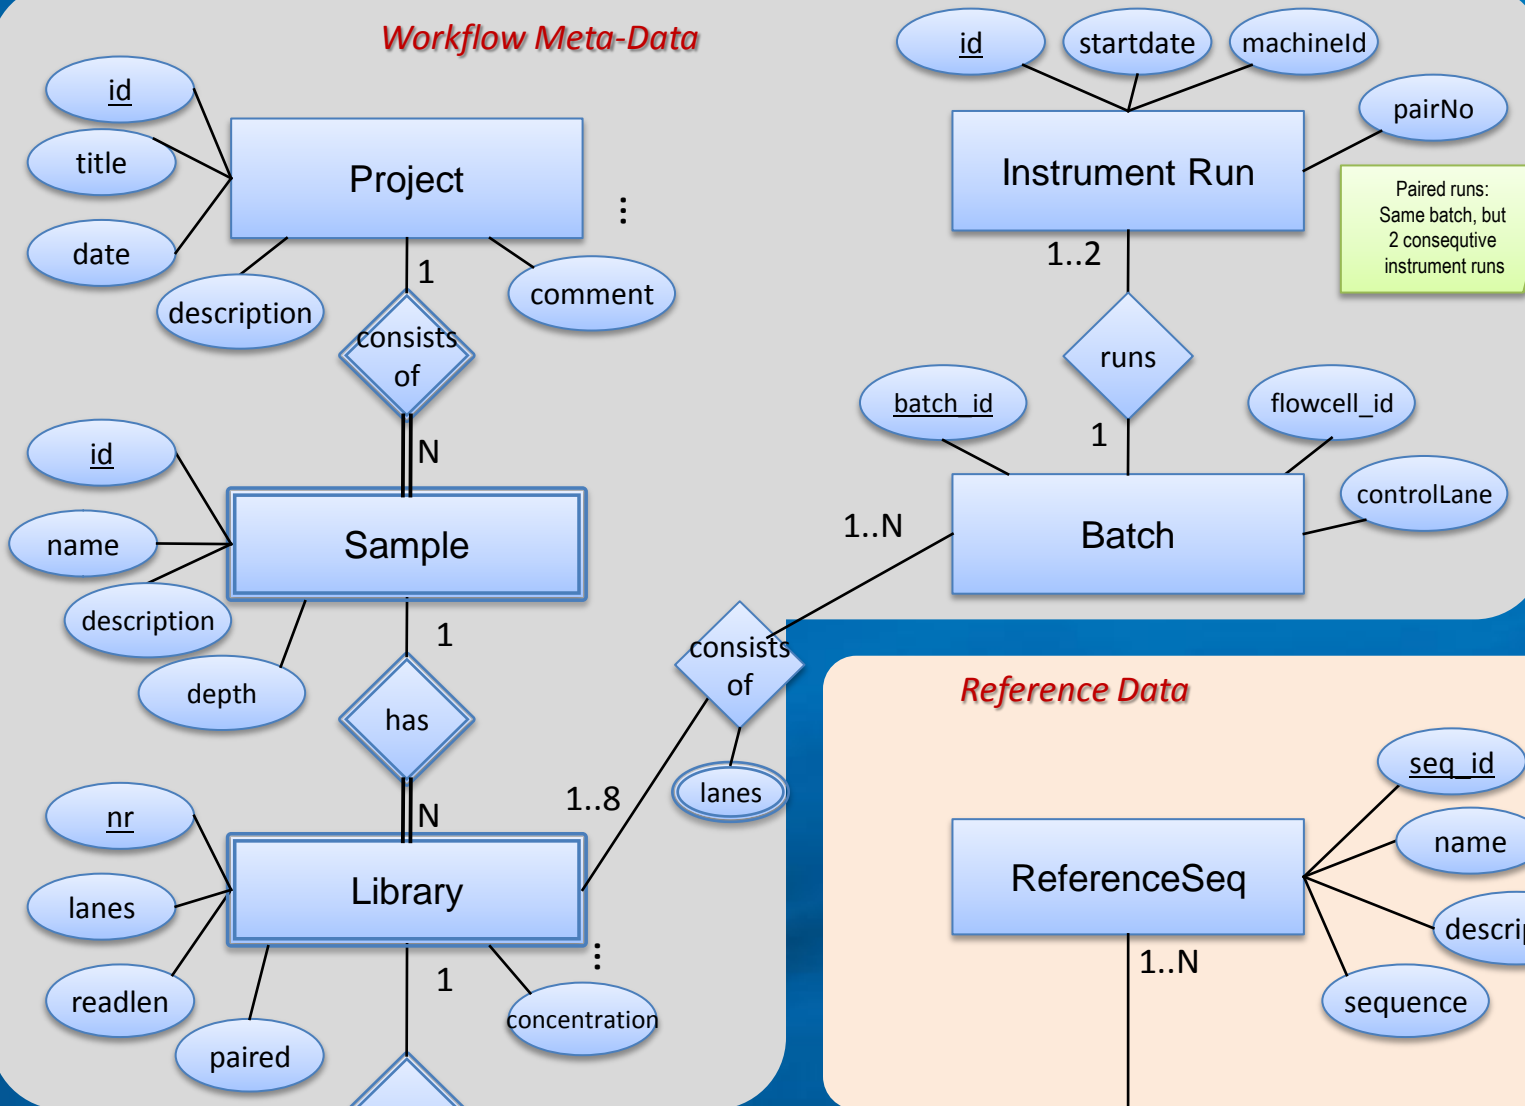 Workflow Meta-Data
id
title
date
Project
description
1
comment
consists
of
N
id
name
description
depth
Sample
1
has
N
nr
lanes
readlen
paired
Library
1
concentration
1..8
consists
of
lanes
1..N
id
startdate
machineId
pairNo
Instrument Run
Paired runs:
Same batch, but
2 consequtive
instrument runs
1..2
runs
1
batch_id
flowcell_id
controlLane
Batch
Reference Data
seq_id
name
ReferenceSeq
sequence
1..N